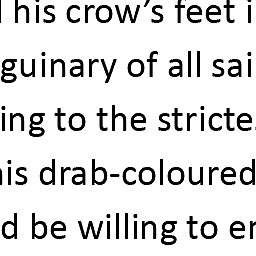 his crow's feet i
guinary of all sai
ing to the stricte
his drab-coloured
d be willing to er